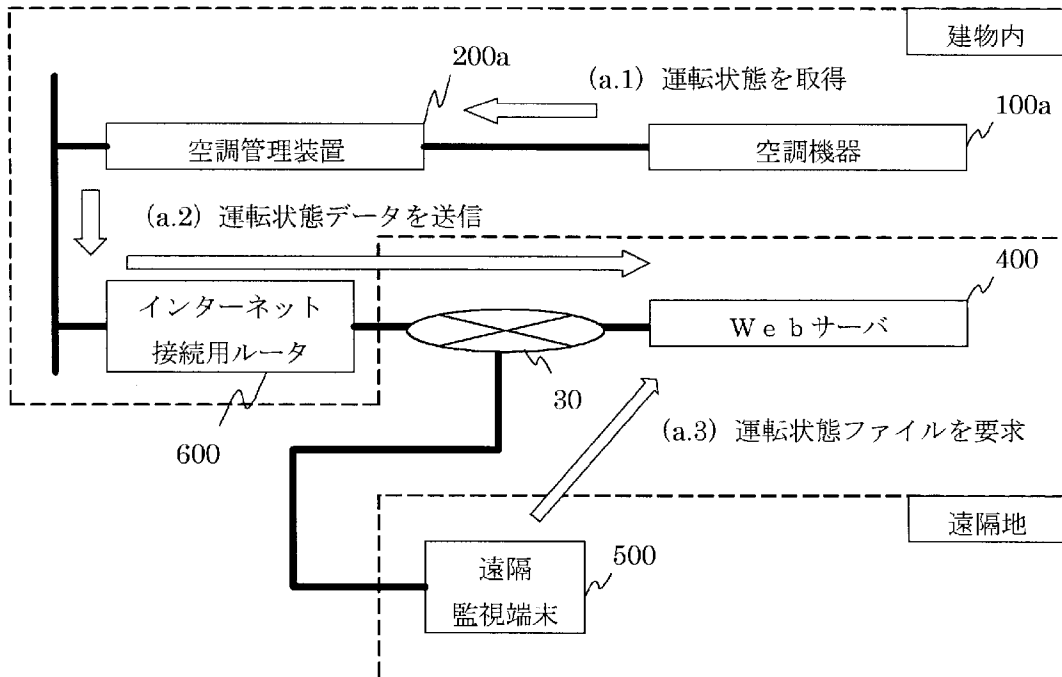 建物内
200a
(a.1) 運転状態を取得
100a
空調管理装置
空調機器
(a.2) 運転状態データを送信
400
インターネット
接続用ルータ
Ｗｅｂサーバ
30
600
(a.3) 運転状態ファイルを要求
遠隔地
500
遠隔
監視端末